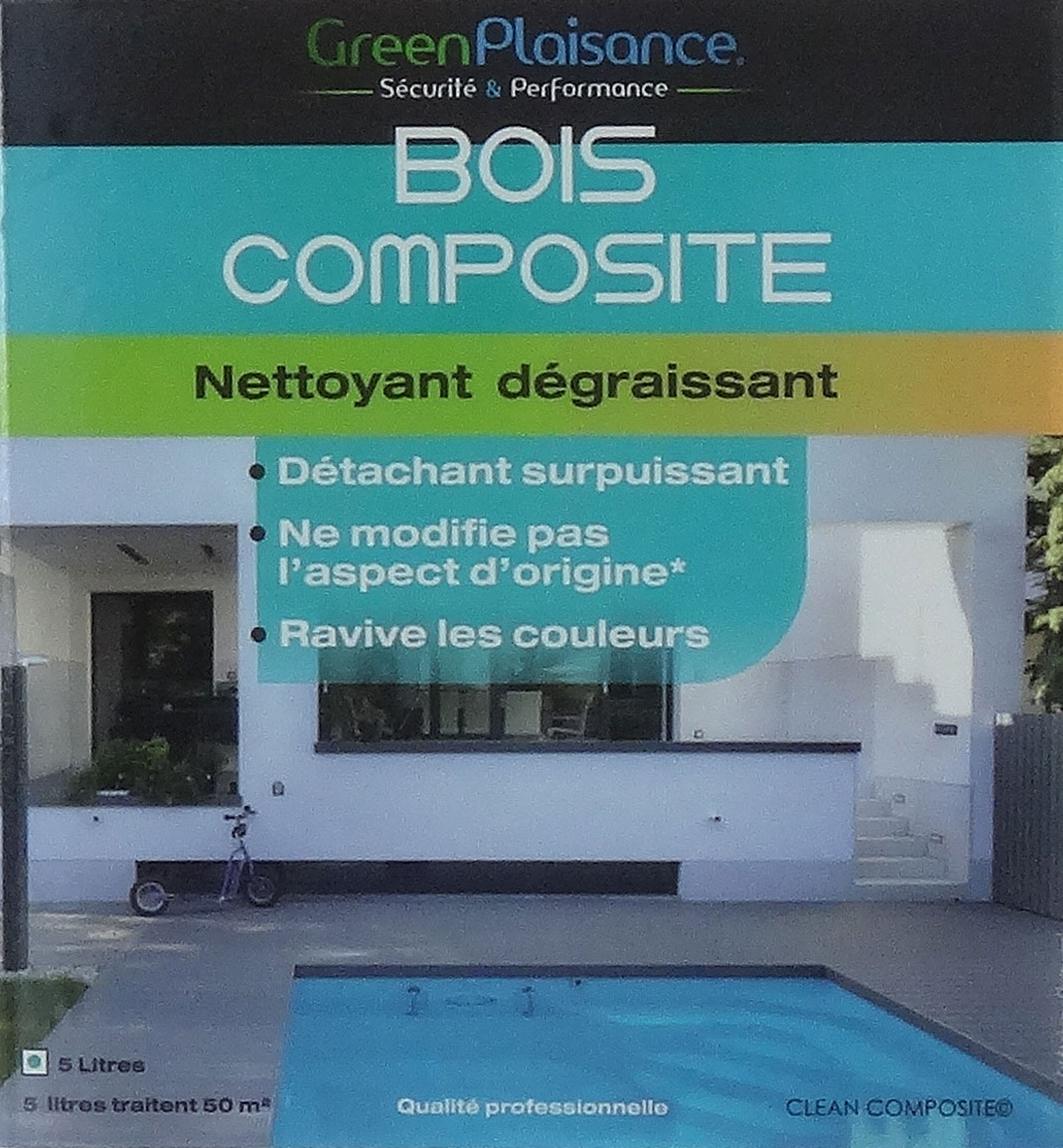 GreenPlaisance.
Sécurité & Performance
BOIS
COMPOSITE
Nettoyant dégraissant
• Détachant surpuissant
• Ne modifie pas
l'aspect d'origine*
• Ravive les couleurs
5 Litres
5 litres traitent 50 m²
Qualité professionnelle
CLEAN COMPOSITE©